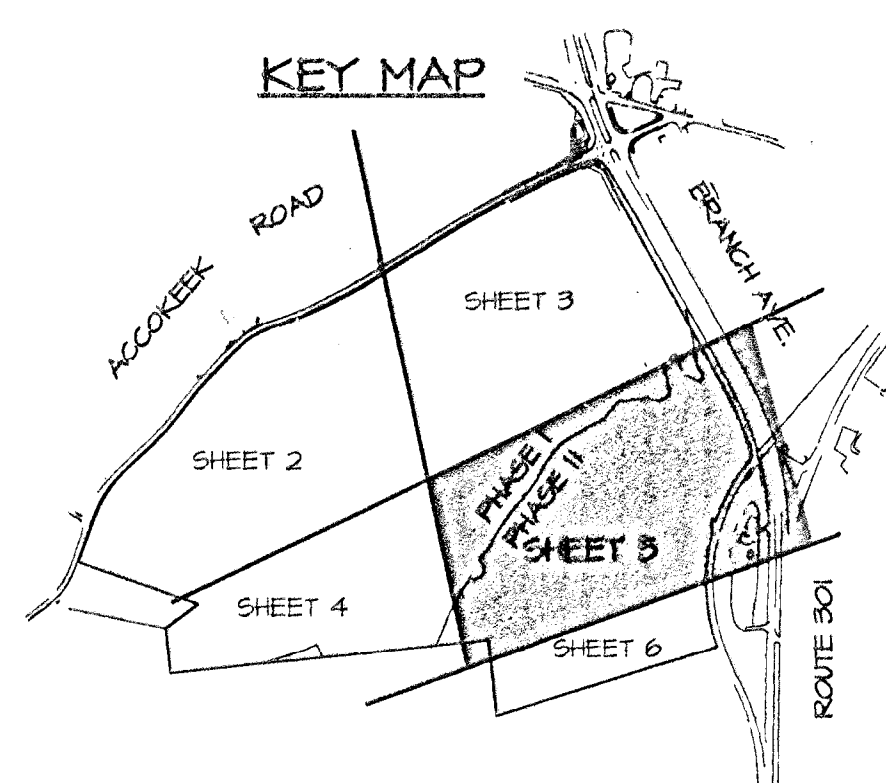 KEY MAP
ACCOKEEK ROAD
BRANCH AVE.
SHEET 3
SHEET 2
PHASE I
PHASE II
SHEET 5
SHEET 4
SHEET 6
ROUTE 301